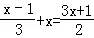 (x − 1)/3 + x = (3x+1)/2